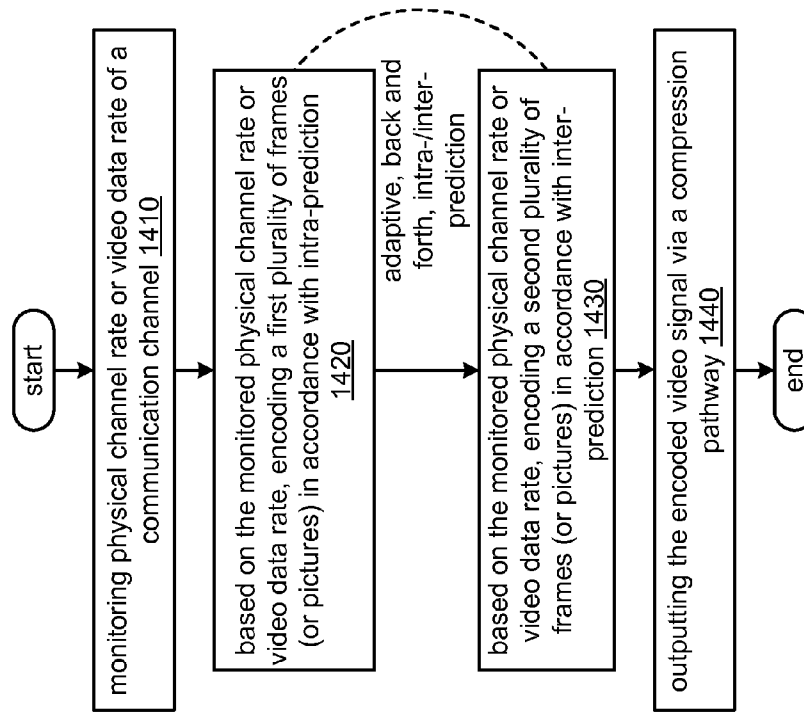 start
monitoring physical channel rate or video data rate of a
communication channel 1410
based on the monitored physical channel rate or
video data rate, encoding a first plurality of frames
(or pictures) in accordance with intra-prediction
1420
adaptive, back and
forth, intra-/inter-
prediction
based on the monitored physical channel rate or
video data rate, encoding a second plurality of
frames (or pictures) in accordance with inter-
prediction 1430
outputting the encoded video signal via a compression
pathway 1440
end